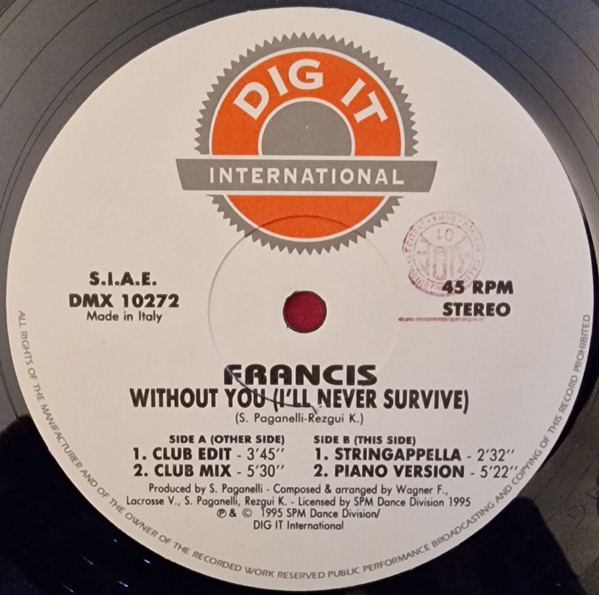 DIG IT
INTERNATIONAL
S.I.A.E.
DMX 10272
Made in Italy
45 RPM
STEREO
FRANCIS
WITHOUT YOU (I'LL NEVER SURVIVE)
(S. Paganelli-Rezgui K.)
SIDE A (OTHER SIDE)
1. CLUB EDIT - 3'45''
2. CLUB MIX - 5'30''
SIDE B (THIS SIDE)
1. STRINGAPPELLA - 2'32''
2. PIANO VERSION - 5'22''
Produced by S. Paganelli - Composed & arranged by Wagner F.,
Lacrosse V., S. Paganelli, Rezgui K. - Licensed by SPM Dance Division 1995
℗ & © 1995 SPM Dance Division/
DIG IT International
ALL RIGHTS OF THE MANUFACTURER AND OF THE OWNER OF THE RECORDED WORK RESERVED PUBLIC PERFORMANCE BROADCASTING AND COPYING OF THIS RECORD PROHIBITED